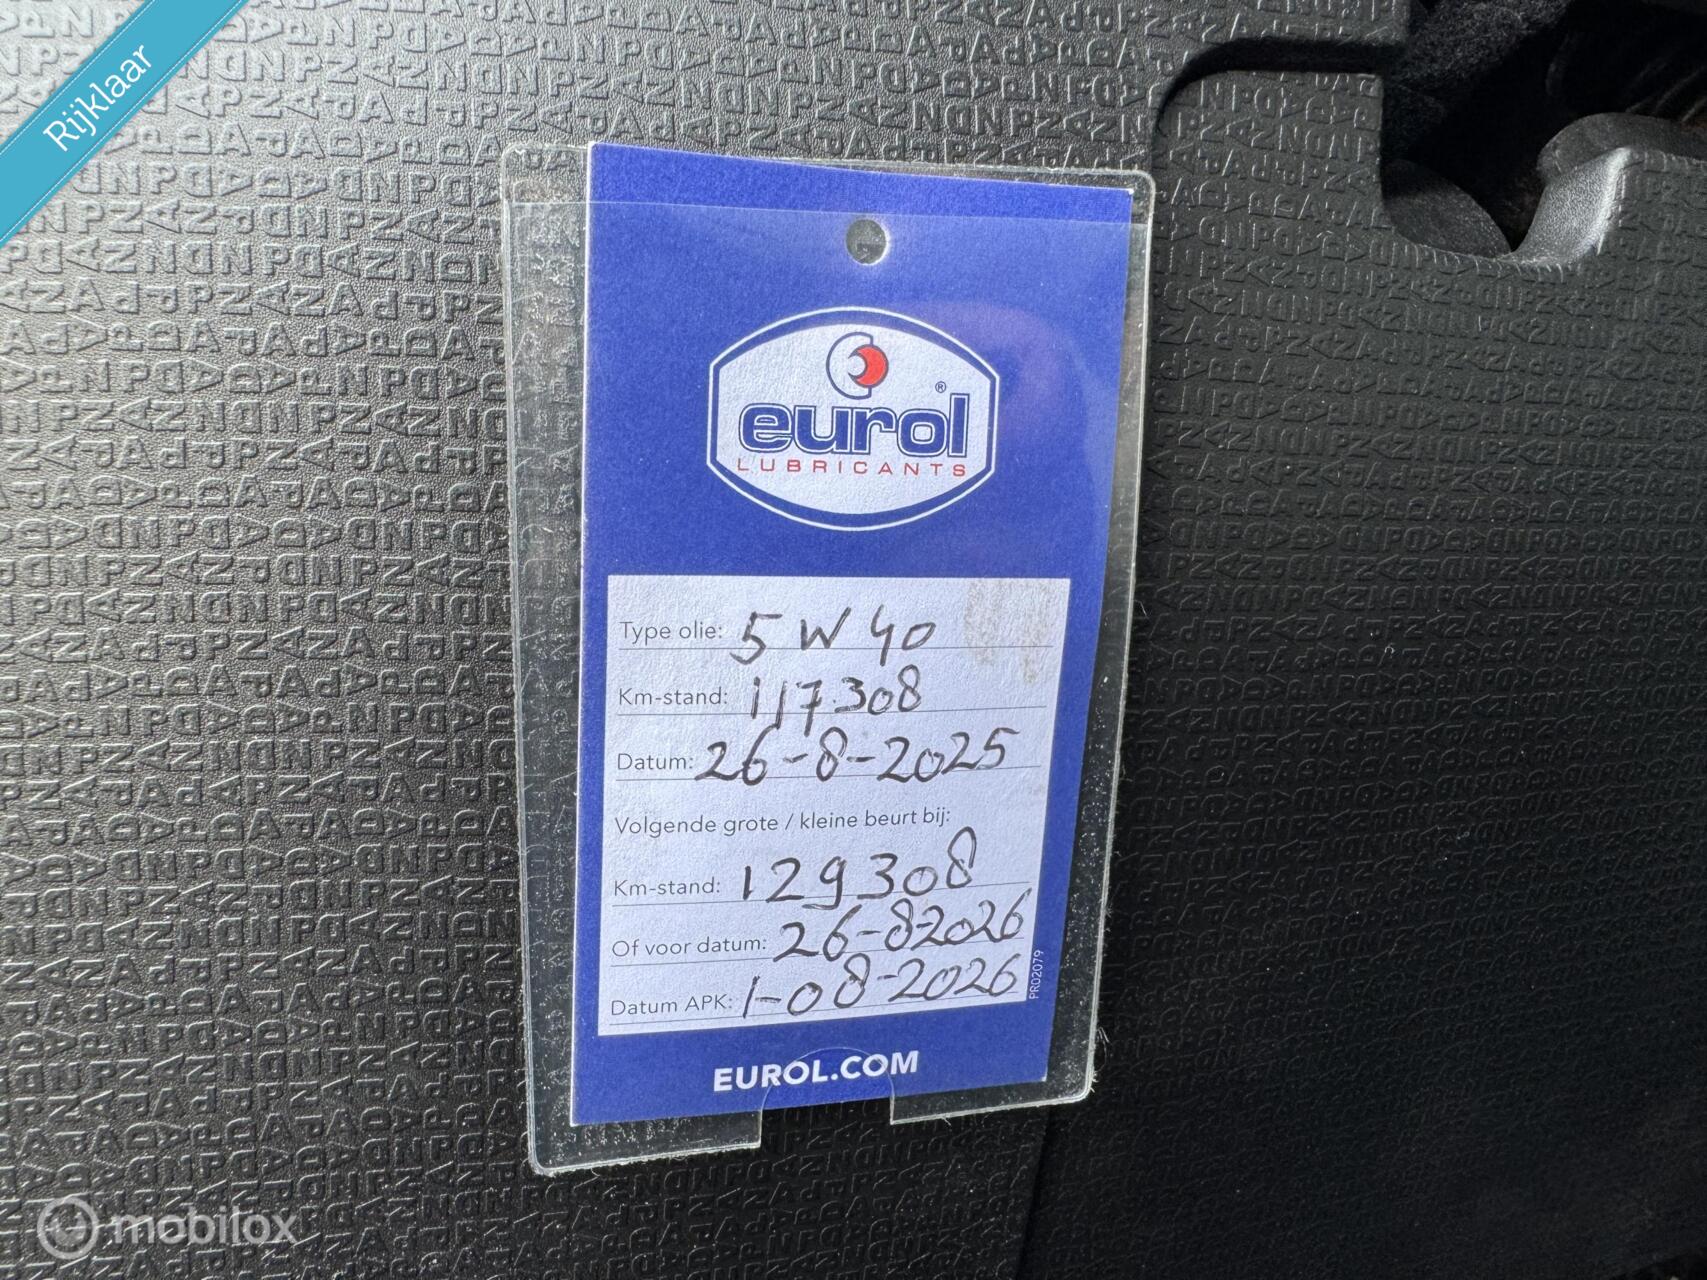 Rijklaar
eurol ®
LUBRICANTS
Type olie: 5W40
Km-stand: 117.308
Datum: 26-8-2025
Volgende grote / kleine beurt bij:
Km-stand: 129308
Of voor datum: 26-8-2026
Datum APK: 1-08-2026
PR02079
EUROL.COM
mobilox